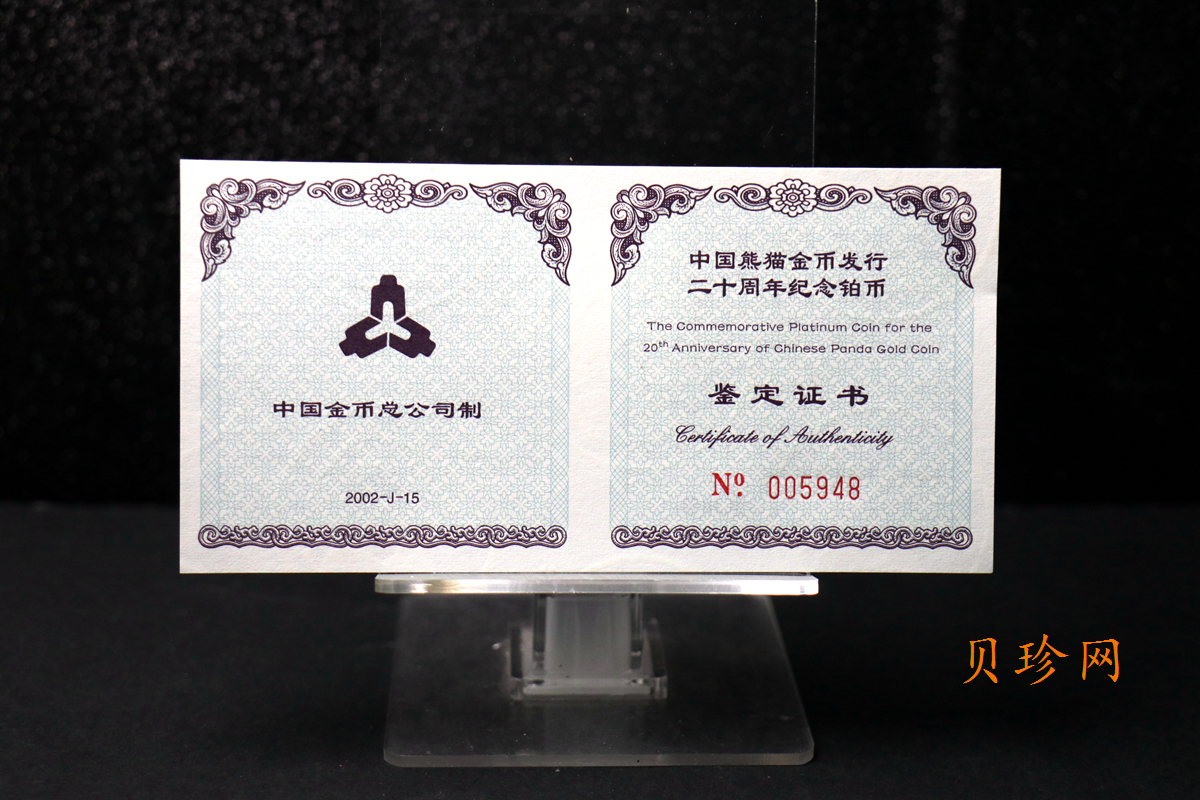 中国金币总公司制
2002-J-15
中国熊猫金币发行
二十周年纪念铂币
The Commemorative Platinum Coin for the
20th Anniversary of Chinese Panda Gold Coin
鉴定证书
Certificate of Authenticity
Nº. 005948
贝珍网